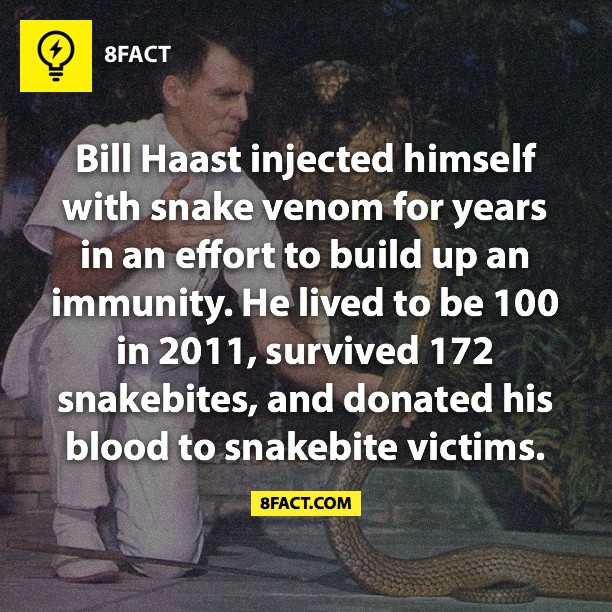 8FACT
Bill Haast injected himself
with snake venom for years
in an effort to build up an
immunity. He lived to be 100
in 2011, survived 172
snakebites, and donated his
blood to snakebite victims.
8FACT.COM